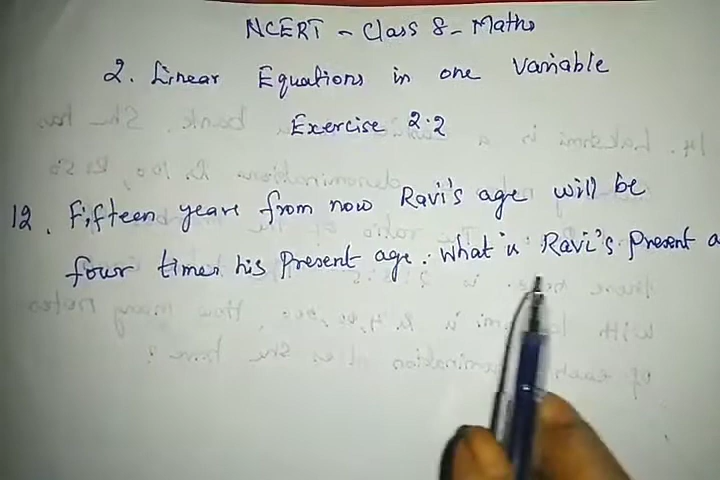 NCERT - Class 8 - Maths
2. Linear Equations in one Variable
Exercise 2.2
12. Fifteen years from now Ravi's age will be
four times his Present age. What is Ravi's Present a